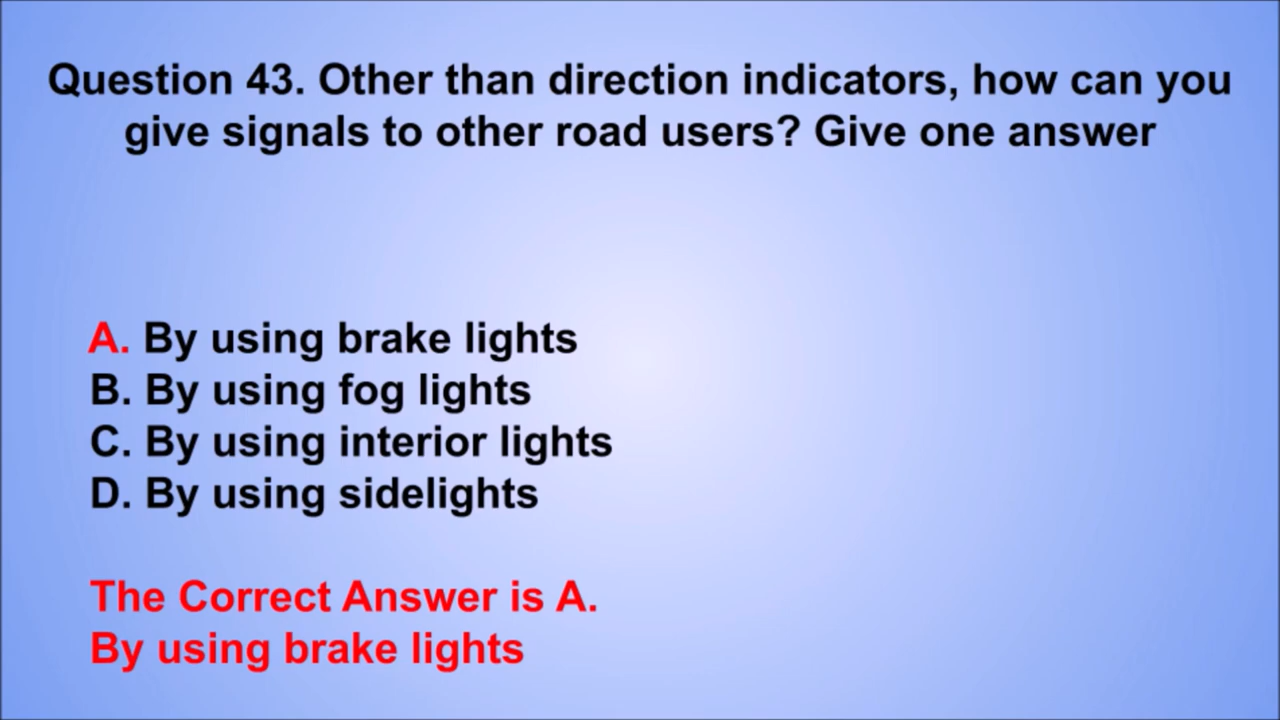 Question 43. Other than direction indicators, how can you
give signals to other road users? Give one answer
A. By using brake lights
B. By using fog lights
C. By using interior lights
D. By using sidelights
The Correct Answer is A.
By using brake lights